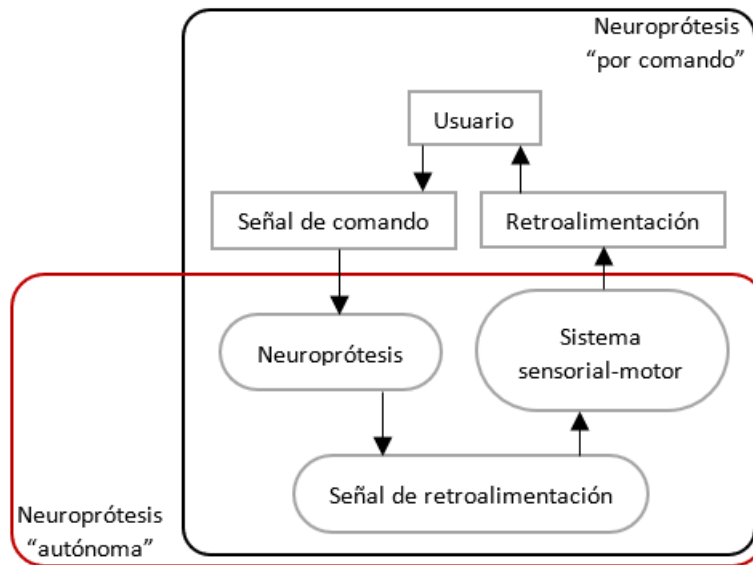 Neuroprótesis
“por comando”
Usuario
Señal de comando
Retroalimentación
Neuroprótesis
Sistema
sensorial-motor
Señal de retroalimentación
Neuroprótesis
“autónoma”